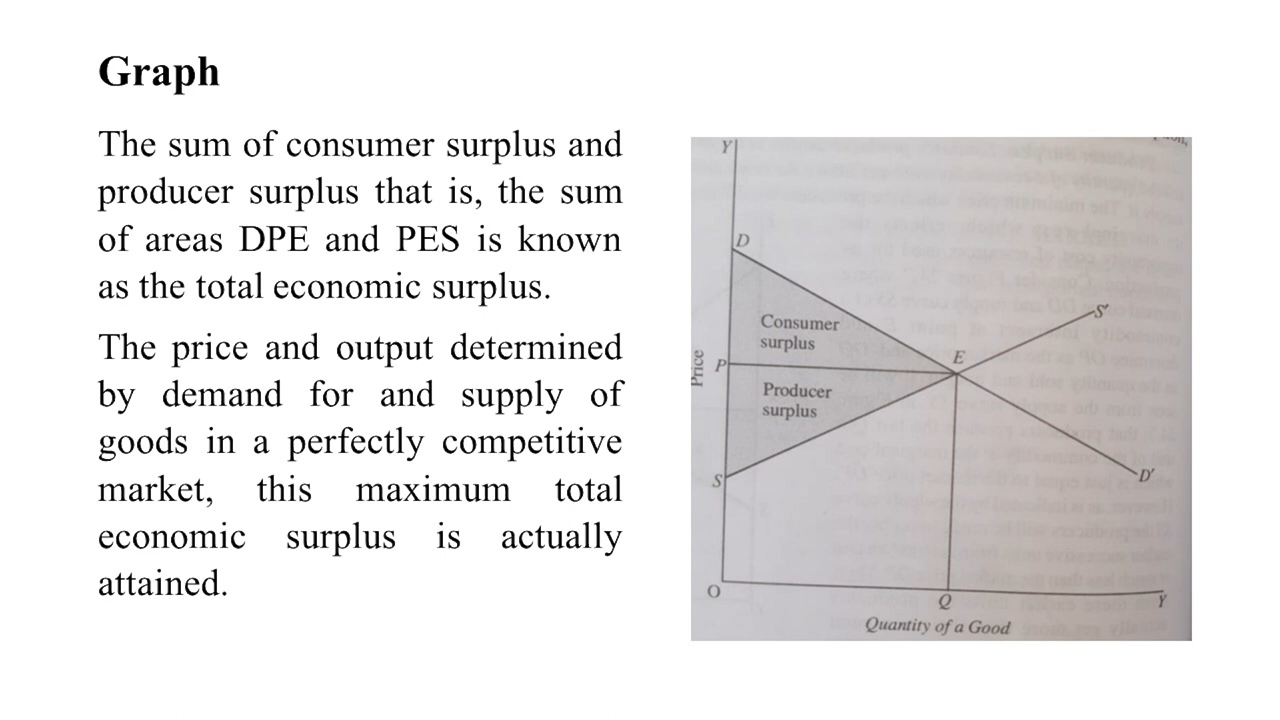 Graph
The sum of consumer surplus and
producer surplus that is, the sum
of areas DPE and PES is known
as the total economic surplus.
The price and output determined
by demand for and supply of
goods in a perfectly competitive
market, this maximum total
economic surplus is actually
attained.
Y
D
Consumer
surplus
S'
E
Price
P
Producer
surplus
S
D'
O
Q
Y
Quantity of a Good